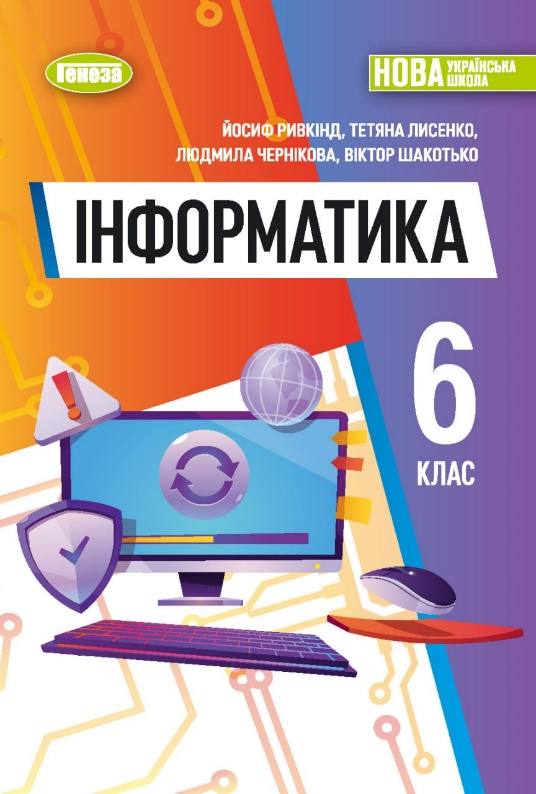 Генеза
НОВА УКРАЇНСЬКА ШКОЛА
ЙОСИФ РИВКІНД, ТЕТЯНА ЛИСЕНКО,
ЛЮДМИЛА ЧЕРНІКОВА, ВІКТОР ШАКОТЬКО
ІНФОРМАТИКА
6
КЛАС